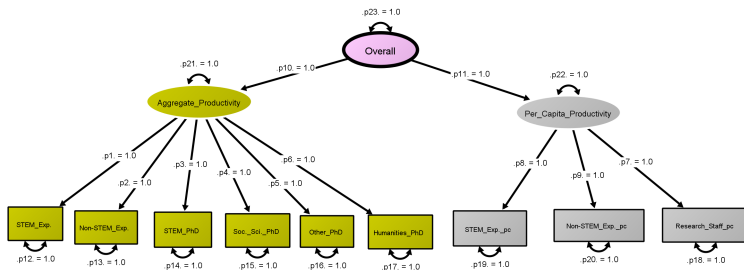 .p23. = 1.0
Overall
.p21. = 1.0
.p10. = 1.0
.p11. = 1.0
.p22. = 1.0
Aggregate_Productivity
Per_Capita_Productivity
.p1. = 1.0
.p2. = 1.0
.p3. = 1.0
.p4. = 1.0
.p5. = 1.0
.p6. = 1.0
.p8. = 1.0
.p9. = 1.0
.p7. = 1.0
STEM_Exp.
Non-STEM_Exp.
STEM_PhD
Soc._Sci._PhD
Other_PhD
Humanities_PhD
STEM_Exp._pc
Non-STEM_Exp._pc
Research_Staff_pc
.p12. = 1.0
.p13. = 1.0
.p14. = 1.0
.p15. = 1.0
.p16. = 1.0
.p17. = 1.0
.p19. = 1.0
.p20. = 1.0
.p18. = 1.0